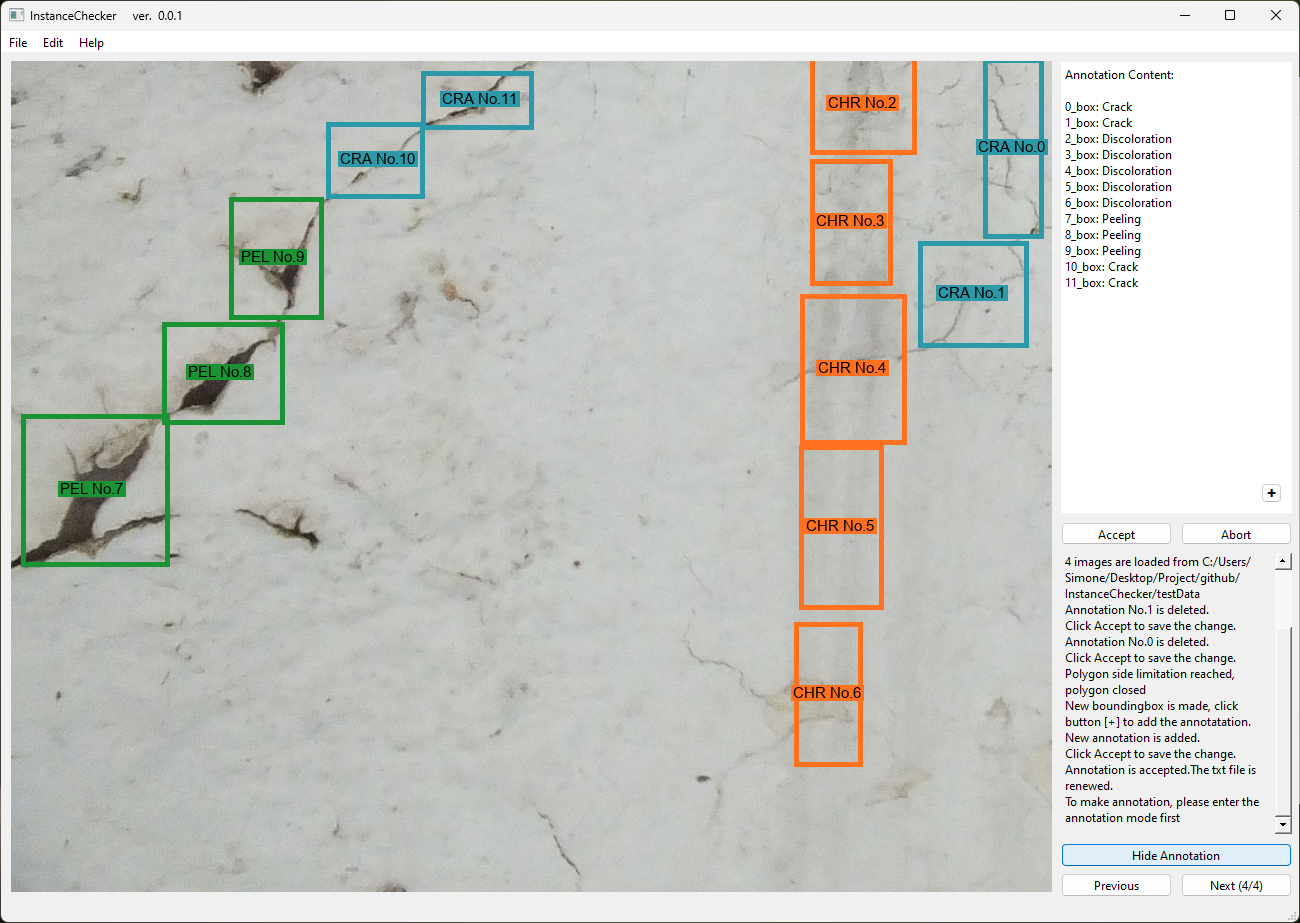 InstanceChecker ver. 0.0.1
File Edit Help
CRA No.11
CRA No.10
PEL No.9
PEL No.8
PEL No.7
CHR No.2
CHR No.3
CHR No.4
CHR No.5
CHR No.6
CRA No.0
CRA No.1
Annotation Content:
0_box: Crack
1_box: Crack
2_box: Discoloration
3_box: Discoloration
4_box: Discoloration
5_box: Discoloration
6_box: Discoloration
7_box: Peeling
8_box: Peeling
9_box: Peeling
10_box: Crack
11_box: Crack
+
Accept Abort
4 images are loaded from C:/Users/
Simone/Desktop/Project/github/
InstanceChecker/testData
Annotation No.1 is deleted.
Click Accept to save the change.
Annotation No.0 is deleted.
Click Accept to save the change.
Polygon side limitation reached,
polygon closed
New boundingbox is made, click
button [+] to add the annotatation.
New annotation is added.
Click Accept to save the change.
Annotation is accepted.The txt file is
renewed.
To make annotation, please enter the
annotation mode first
Hide Annotation
Previous Next (4/4)